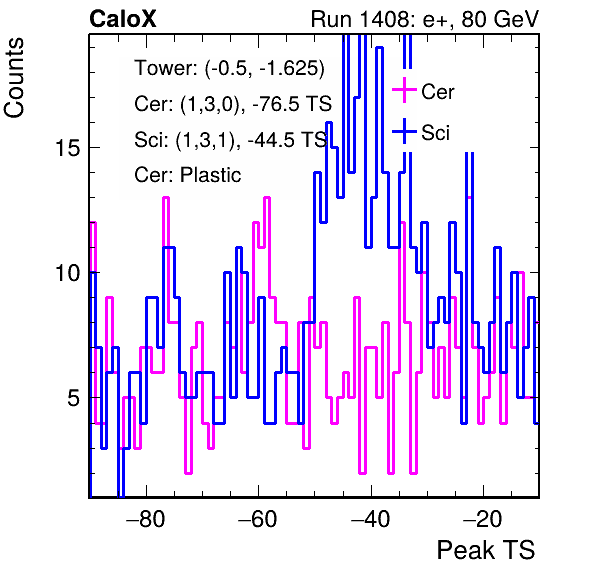 CaloX Run 1408: e+, 80 GeV
Counts
Tower: (-0.5, -1.625)
Cer: (1,3,0), -76.5 TS
Sci: (1,3,1), -44.5 TS
Cer: Plastic
Cer
Sci
15
10
5
−80 −60 −40 −20
Peak TS